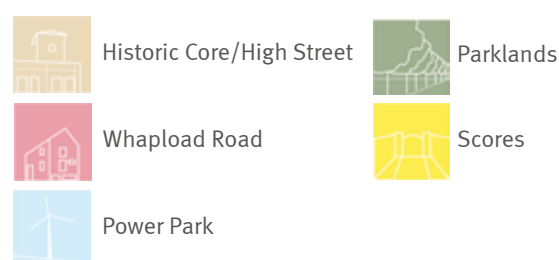 Historic Core/High Street
Whapload Road
Power Park
Parklands
Scores